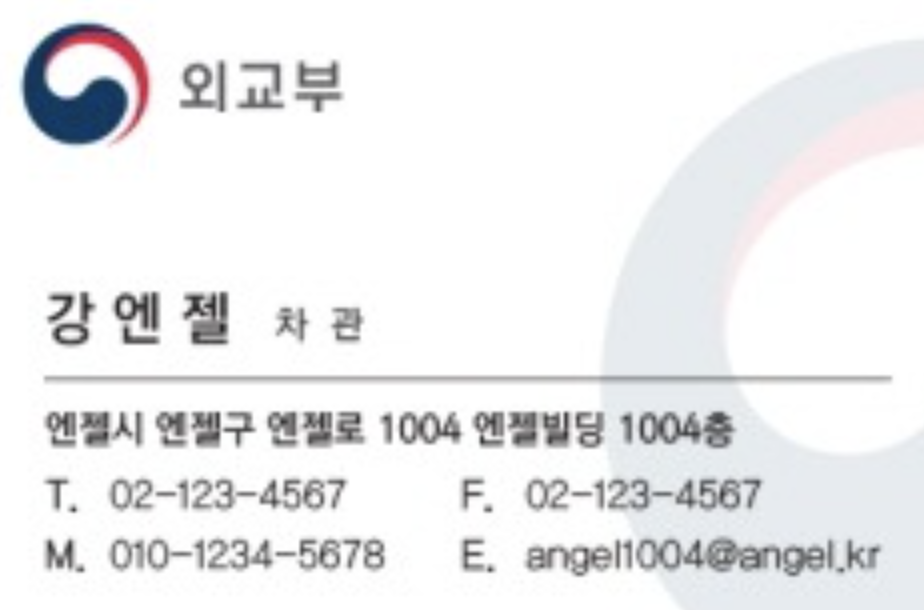 외교부
강 엔 젤 차 관
엔젤시 엔젤구 엔젤로 1004 엔젤빌딩 1004층
T. 02-123-4567 F. 02-123-4567
M. 010-1234-5678 E. angel1004@angel.kr